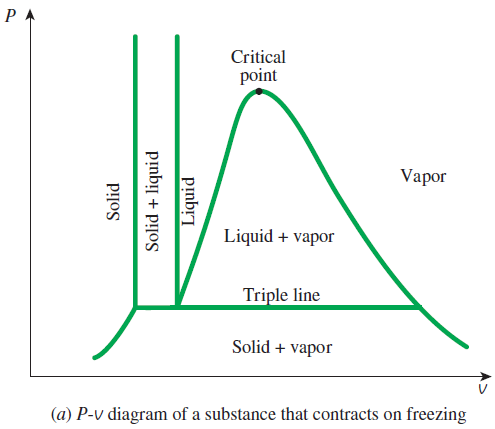 P
Critical
point
Solid
Solid + liquid
Liquid
Vapor
Liquid + vapor
Triple line
Solid + vapor
v
(a) P-v diagram of a substance that contracts on freezing